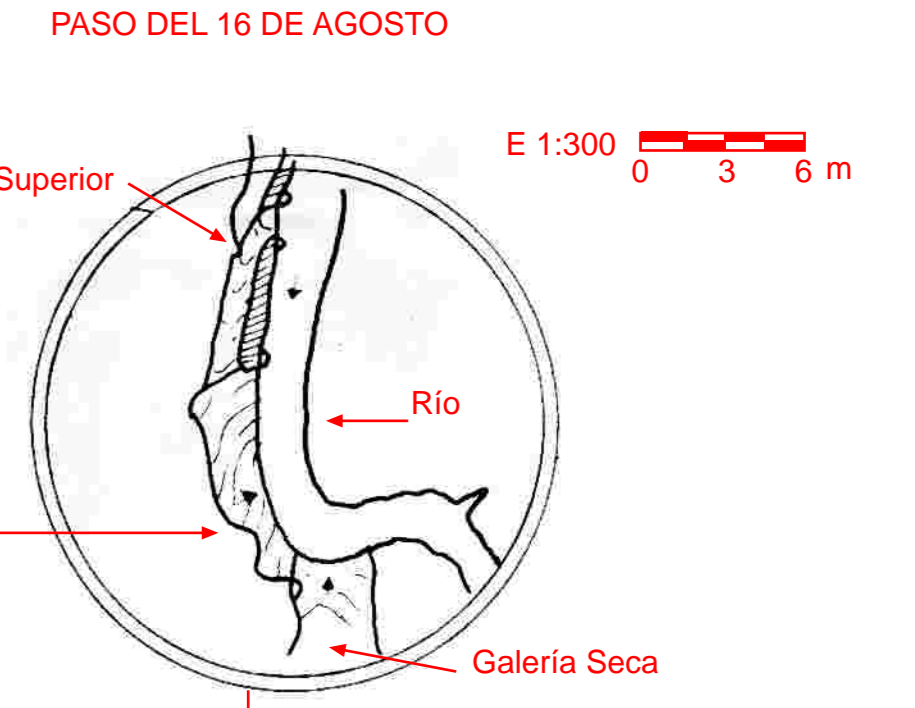 PASO DEL 16 DE AGOSTO
E 1:300
0 3 6 m
Superior
Río
Galería Seca